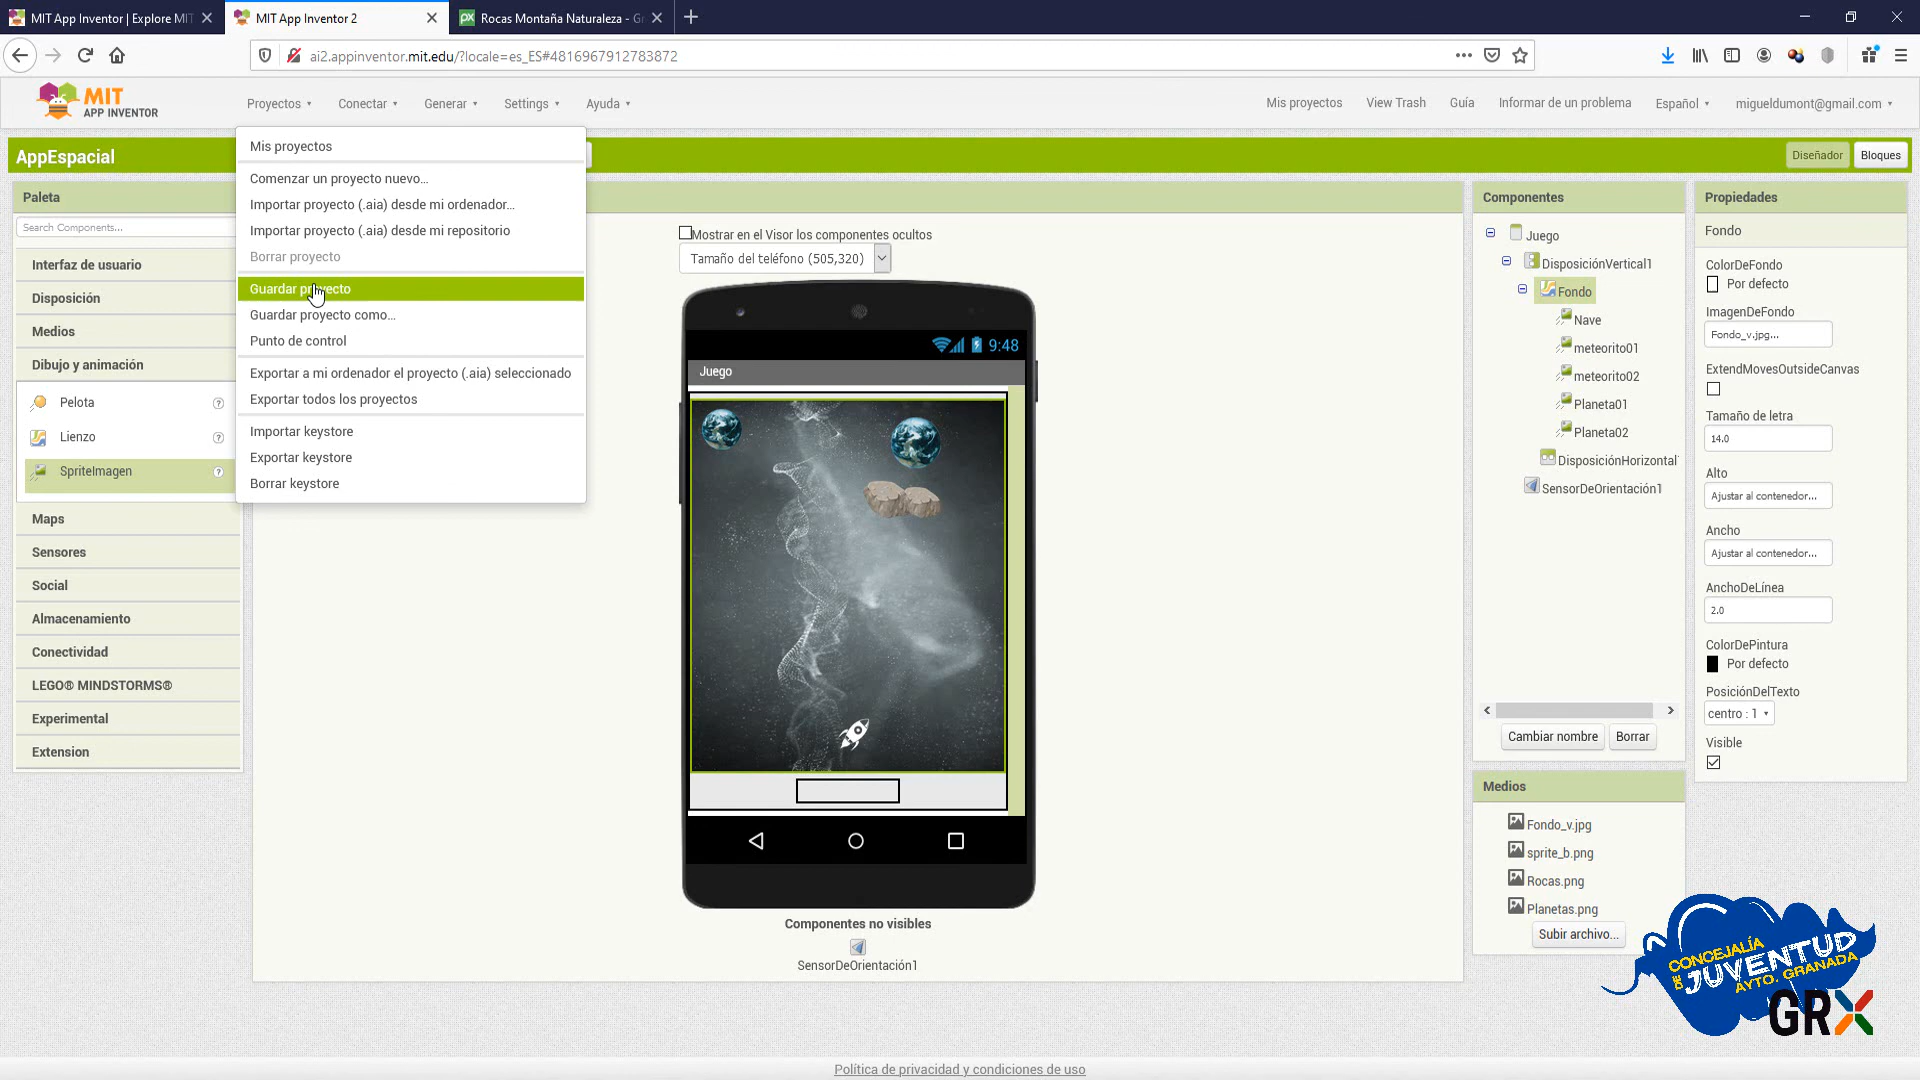 MIT App Inventor | Explore MIT
MIT App Inventor 2
Rocas Montaña Naturaleza - G
ai2.appinventor.mit.edu/?locale=es_ES#4816967912783872
MIT
APP INVENTOR
Proyectos
Conectar
Generar
Settings
Ayuda
Mis proyectos
View Trash
Guía
Informar de un problema
Español
migueldumont@gmail.com
AppEspacial
Diseñador
Bloques
Mis proyectos
Comenzar un proyecto nuevo...
Importar proyecto (.aia) desde mi ordenador...
Importar proyecto (.aia) desde mi repositorio
Borrar proyecto
Guardar proyecto
Guardar proyecto como...
Punto de control
Exportar a mi ordenador el proyecto (.aia) seleccionado
Exportar todos los proyectos
Importar keystore
Exportar keystore
Borrar keystore
Paleta
Search Components...
Interfaz de usuario
Disposición
Medios
Dibujo y animación
Pelota
Lienzo
SpriteImagen
Maps
Sensores
Social
Almacenamiento
Conectividad
LEGO® MINDSTORMS®
Experimental
Extension
Mostrar en el Visor los componentes ocultos
Tamaño del teléfono (505,320)
9:48
Juego
Componentes no visibles
SensorDeOrientación1
Componentes
Juego
DisposiciónVertical1
Fondo
Nave
meteorito01
meteorito02
Planeta01
Planeta02
DisposiciónHorizontal
SensorDeOrientación1
Cambiar nombre
Borrar
Medios
Fondo_v.jpg
sprite_b.png
Rocas.png
Planetas.png
Subir archivo...
Propiedades
Fondo
ColorDeFondo
Por defecto
ImagenDeFondo
Fondo_v.jpg...
ExtendMovesOutsideCanvas
Tamaño de letra
14.0
Alto
Ajustar al contenedor...
Ancho
Ajustar al contenedor...
AnchoDeLínea
2.0
ColorDePintura
Por defecto
PosiciónDelTexto
centro : 1
Visible
CONCEJALÍA
DE JUVENTUD
AYTO. GRANADA
GRX
Política de privacidad y condiciones de uso